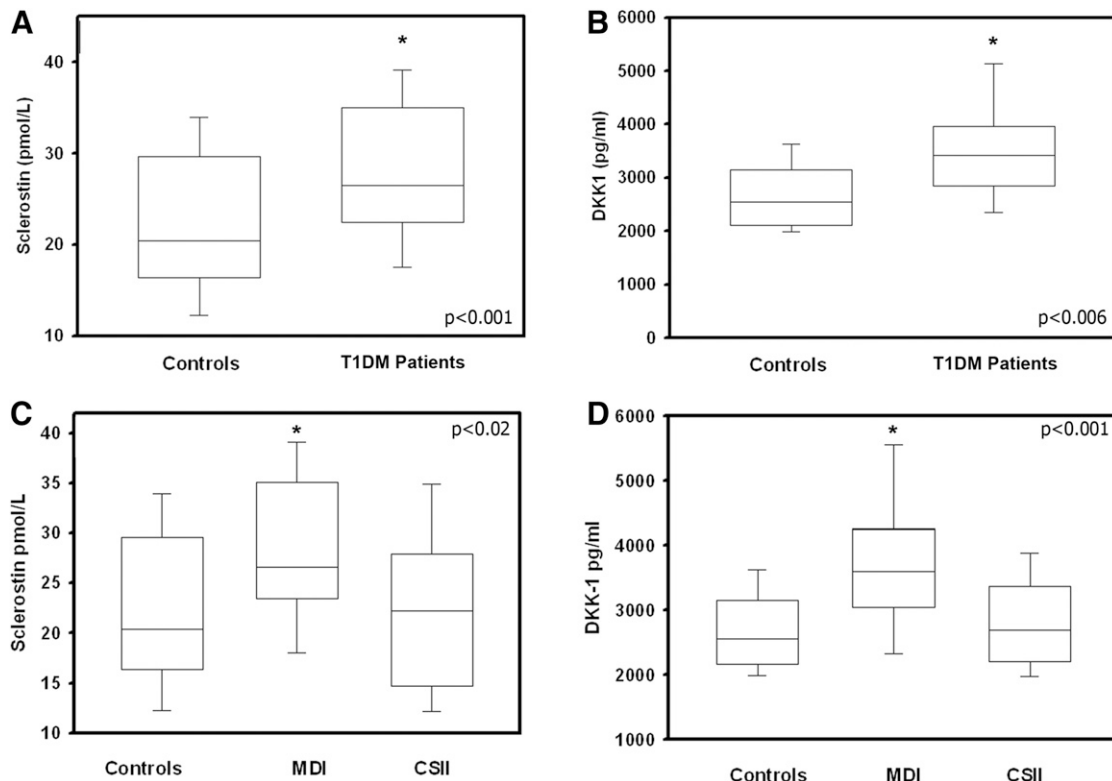 A
Sclerostin (pmol/L)
40
30
20
10
*
p<0.001
Controls
T1DM Patients
B
DKK1 (pg/ml)
6000
5000
4000
3000
2000
1000
0
*
p<0.006
Controls
T1DM Patients
C
Sclerostin pmol/L
40
35
30
25
20
15
10
*
p<0.02
Controls
MDI
CSII
D
DKK-1 pg/ml
6000
5000
4000
3000
2000
1000
*
p<0.001
Controls
MDI
CSII